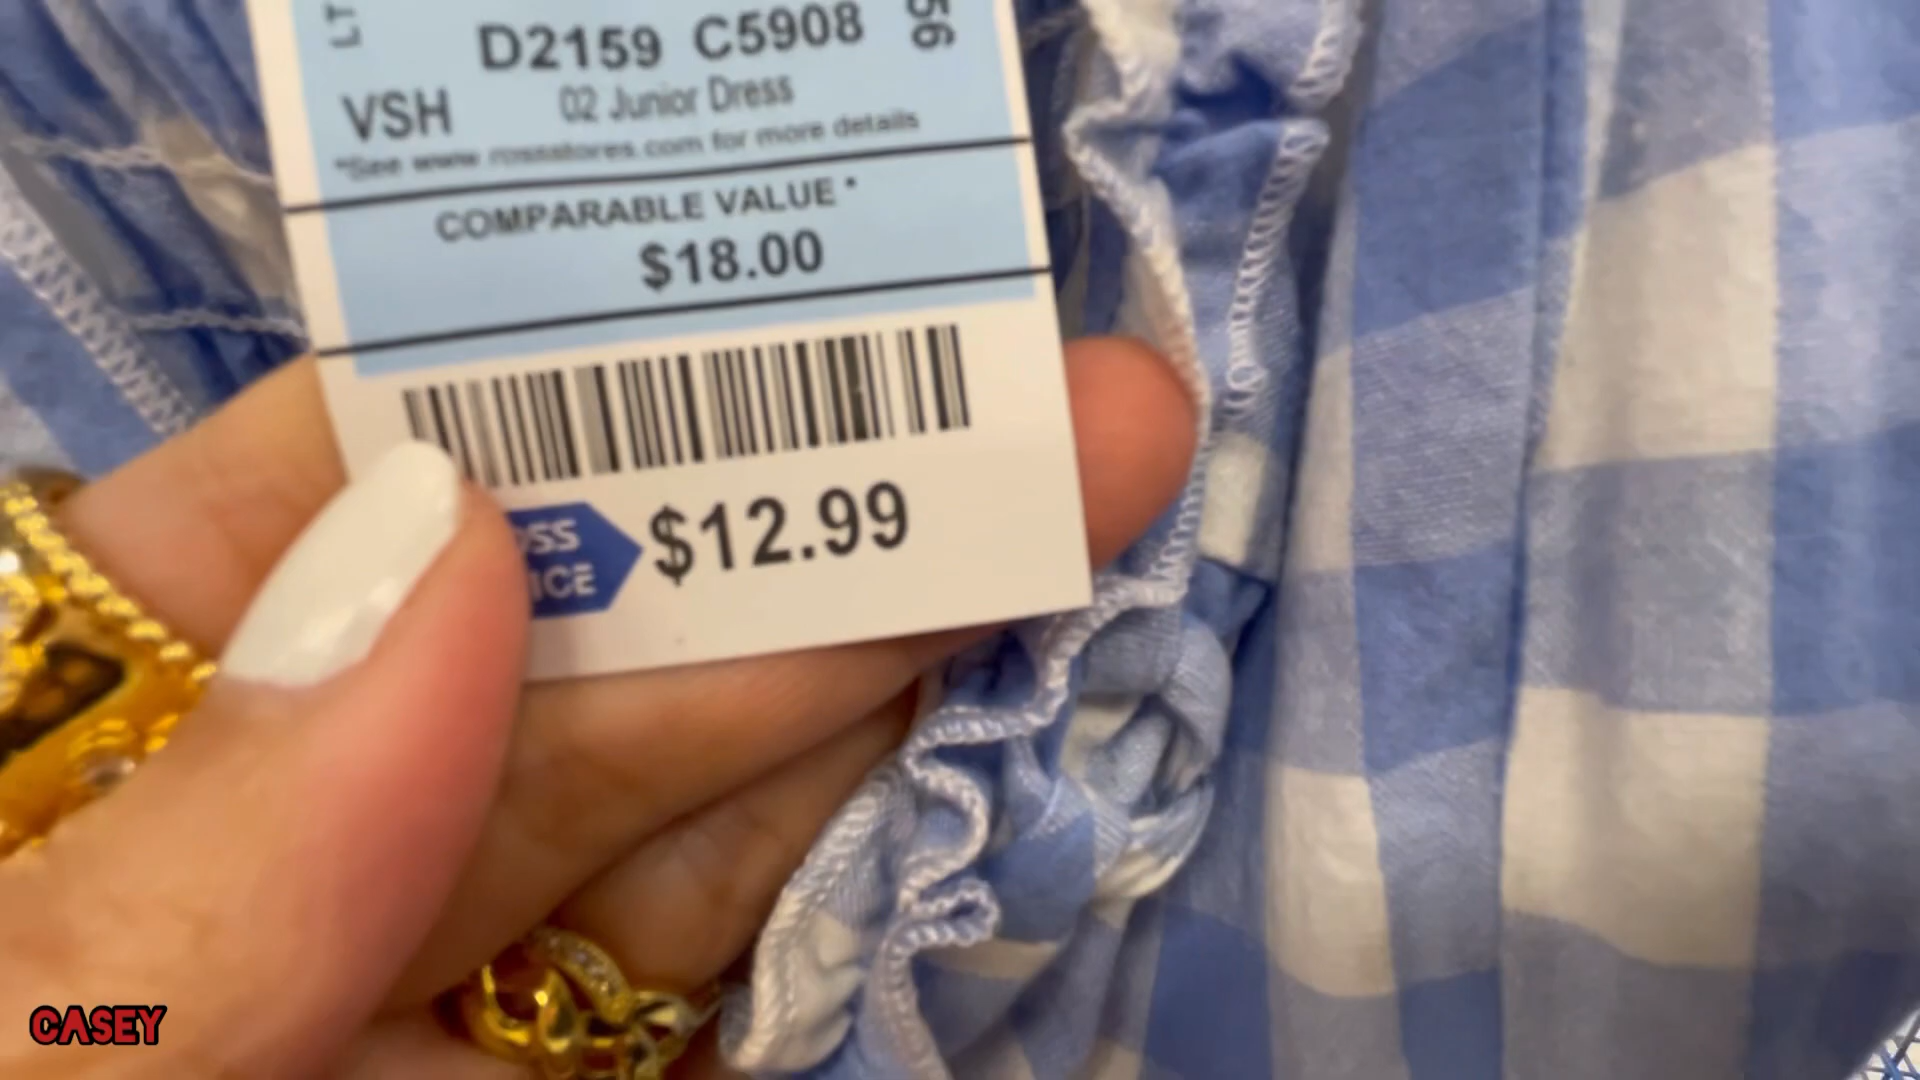 LT
56
D2159 C5908
VSH
02 Junior Dress
*See www.rossstores.com for more details
COMPARABLE VALUE *
$18.00
$12.99
CASEY